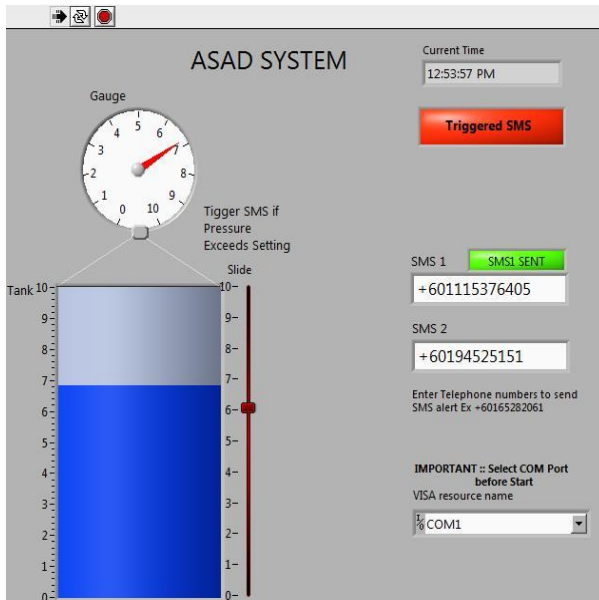 ASAD SYSTEM
Current Time
12:53:57 PM
Triggered SMS
Gauge
0
1
2
3
4
5
6
7
8
9
10
Tigger SMS if
Pressure
Exceeds Setting
Slide
Tank
10
9
8
7
6
5
4
3
2
1
0
10
9
8
7
6
5
4
3
2
1
0
SMS 1
SMS1 SENT
+601115376405
SMS 2
+60194525151
Enter Telephone numbers to send
SMS alert Ex +60165282061
IMPORTANT :: Select COM Port
before Start
VISA resource name
I/O COM1